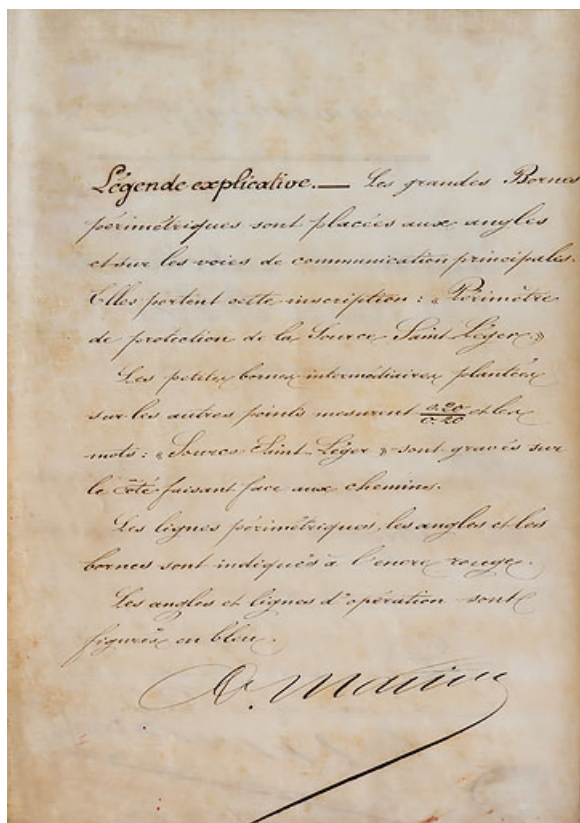 Légende explicative. — Les grandes Bornes
périmétriques sont placées aux angles
et sur les voies de communication principales.
Elles portent cette inscription : « Périmètre
de protection de la Source Saint-Léger. »
Les petites bornes intermédiaires plantées
sur les autres points mesurent 0.20/0.20 et les
mots : « Source Saint-Léger » sont gravés sur
le côté faisant face aux chemins.
Les lignes périmétriques, les angles et les
bornes sont indiqués à l'encre rouge.
Les angles et lignes d'opération sont
figurés en bleu.